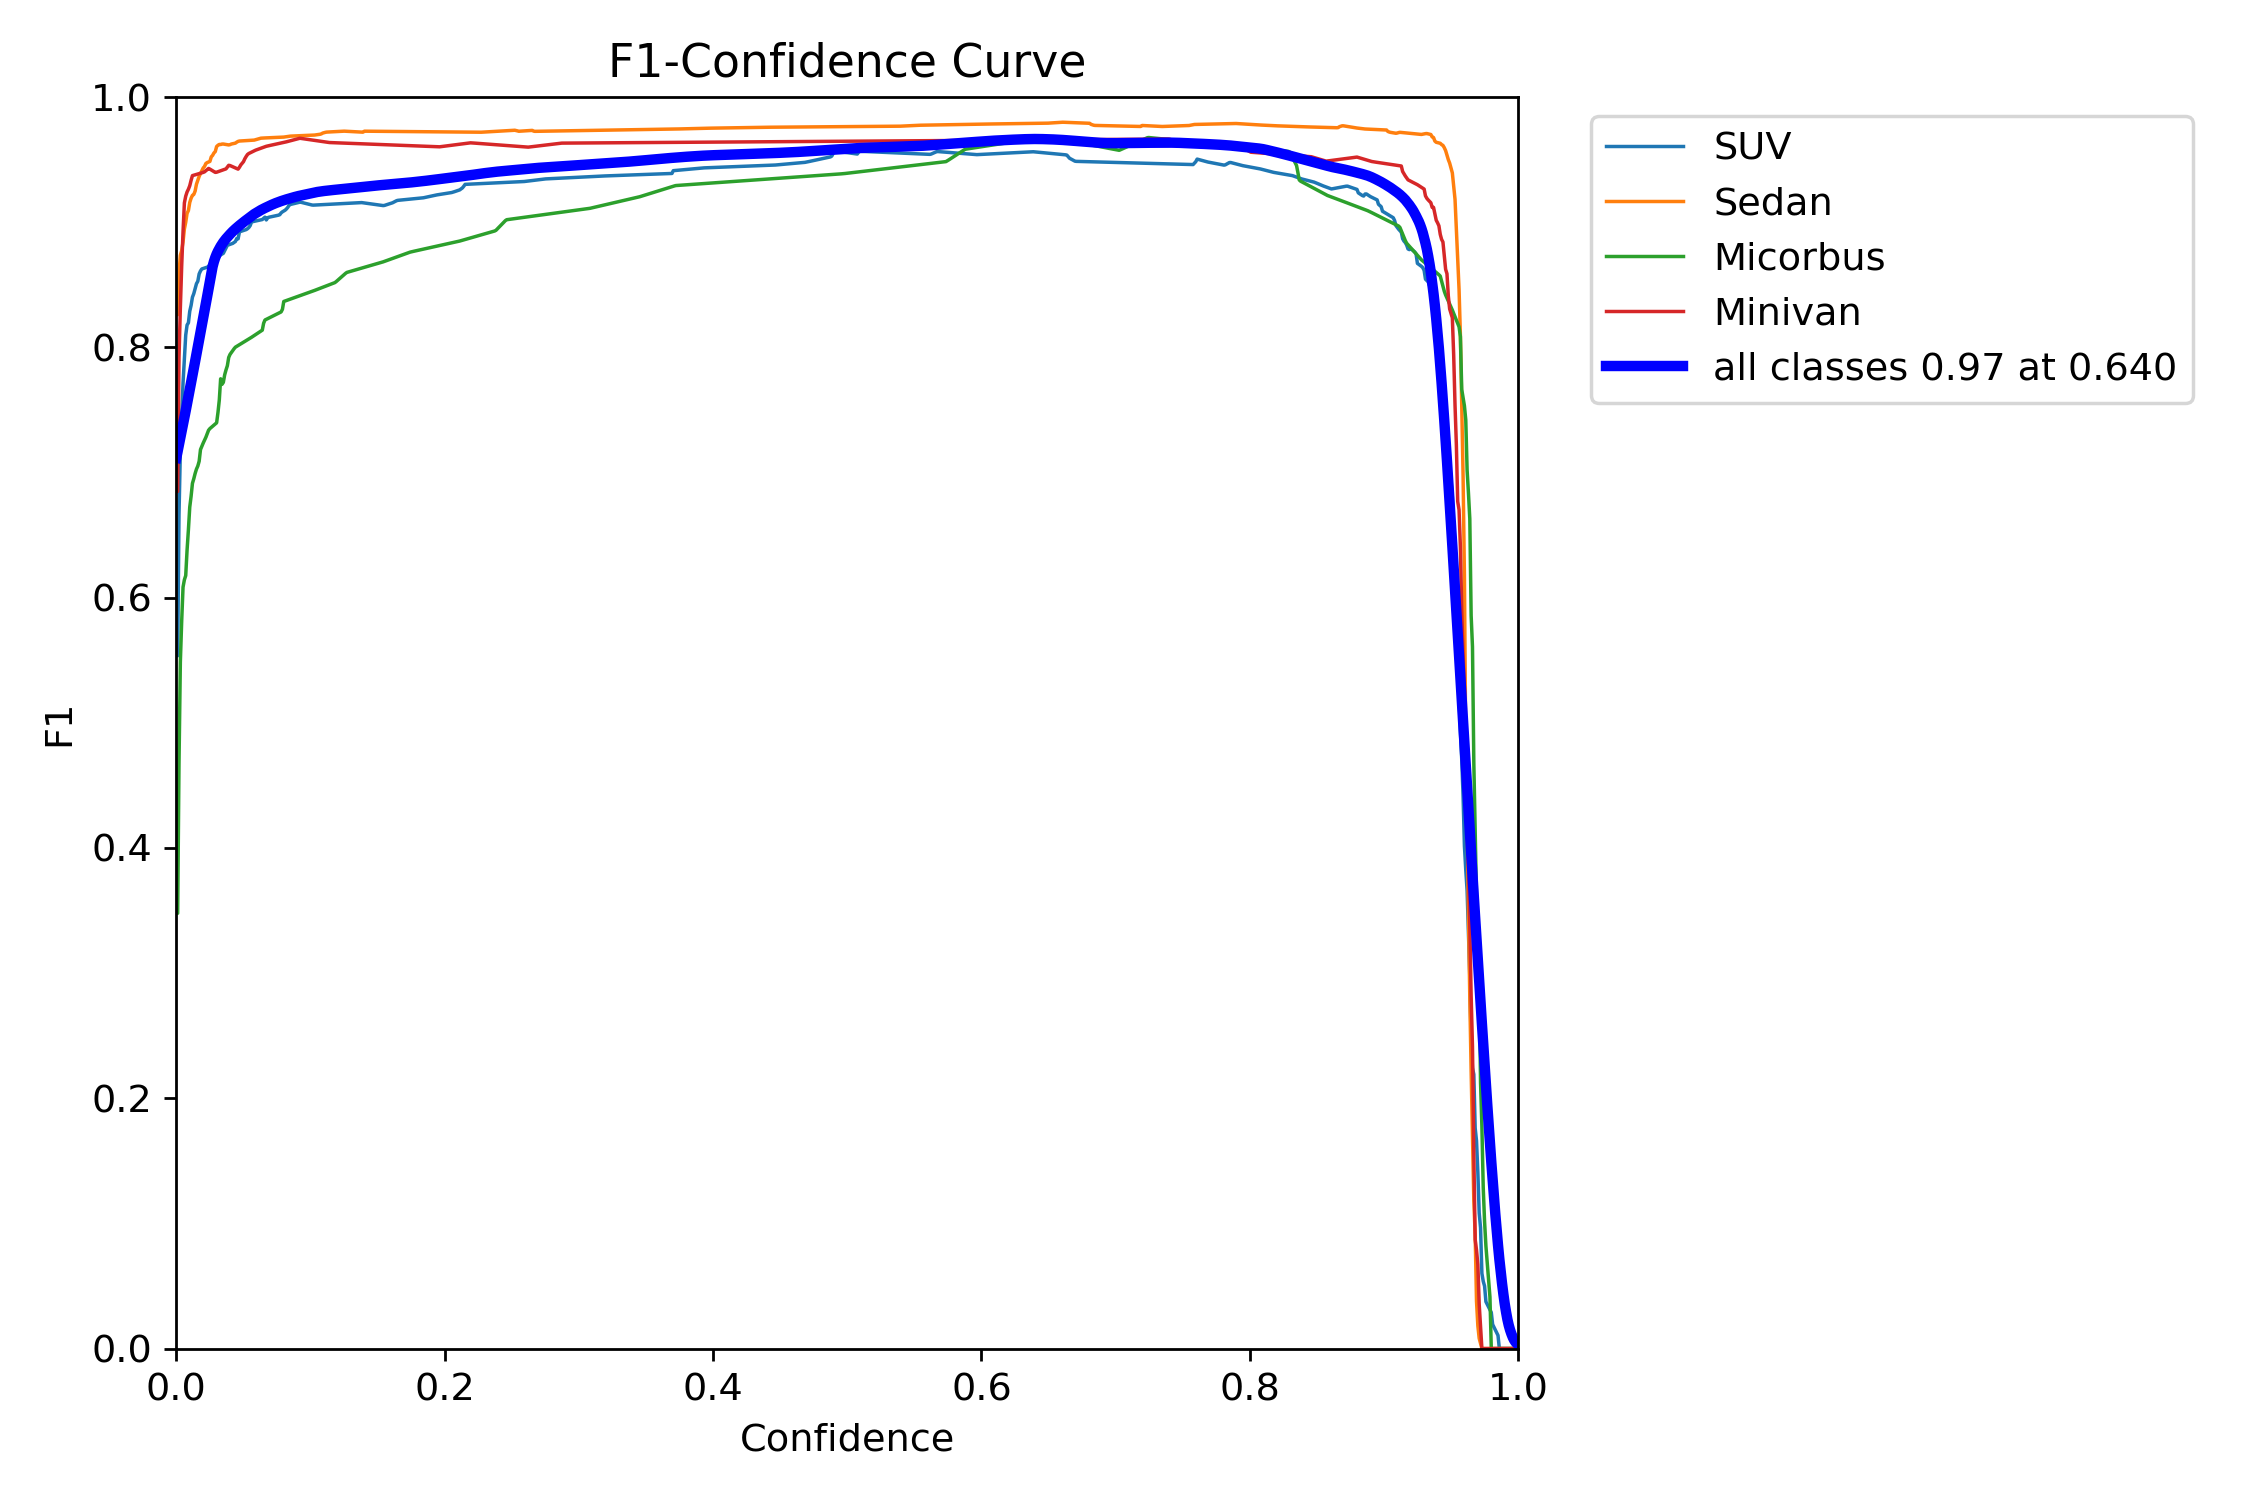 F1-Confidence Curve
1.0
0.8
0.6
0.4
0.2
0.0
F1
0.0 0.2 0.4 0.6 0.8 1.0
Confidence
SUV
Sedan
Micorbus
Minivan
all classes 0.97 at 0.640